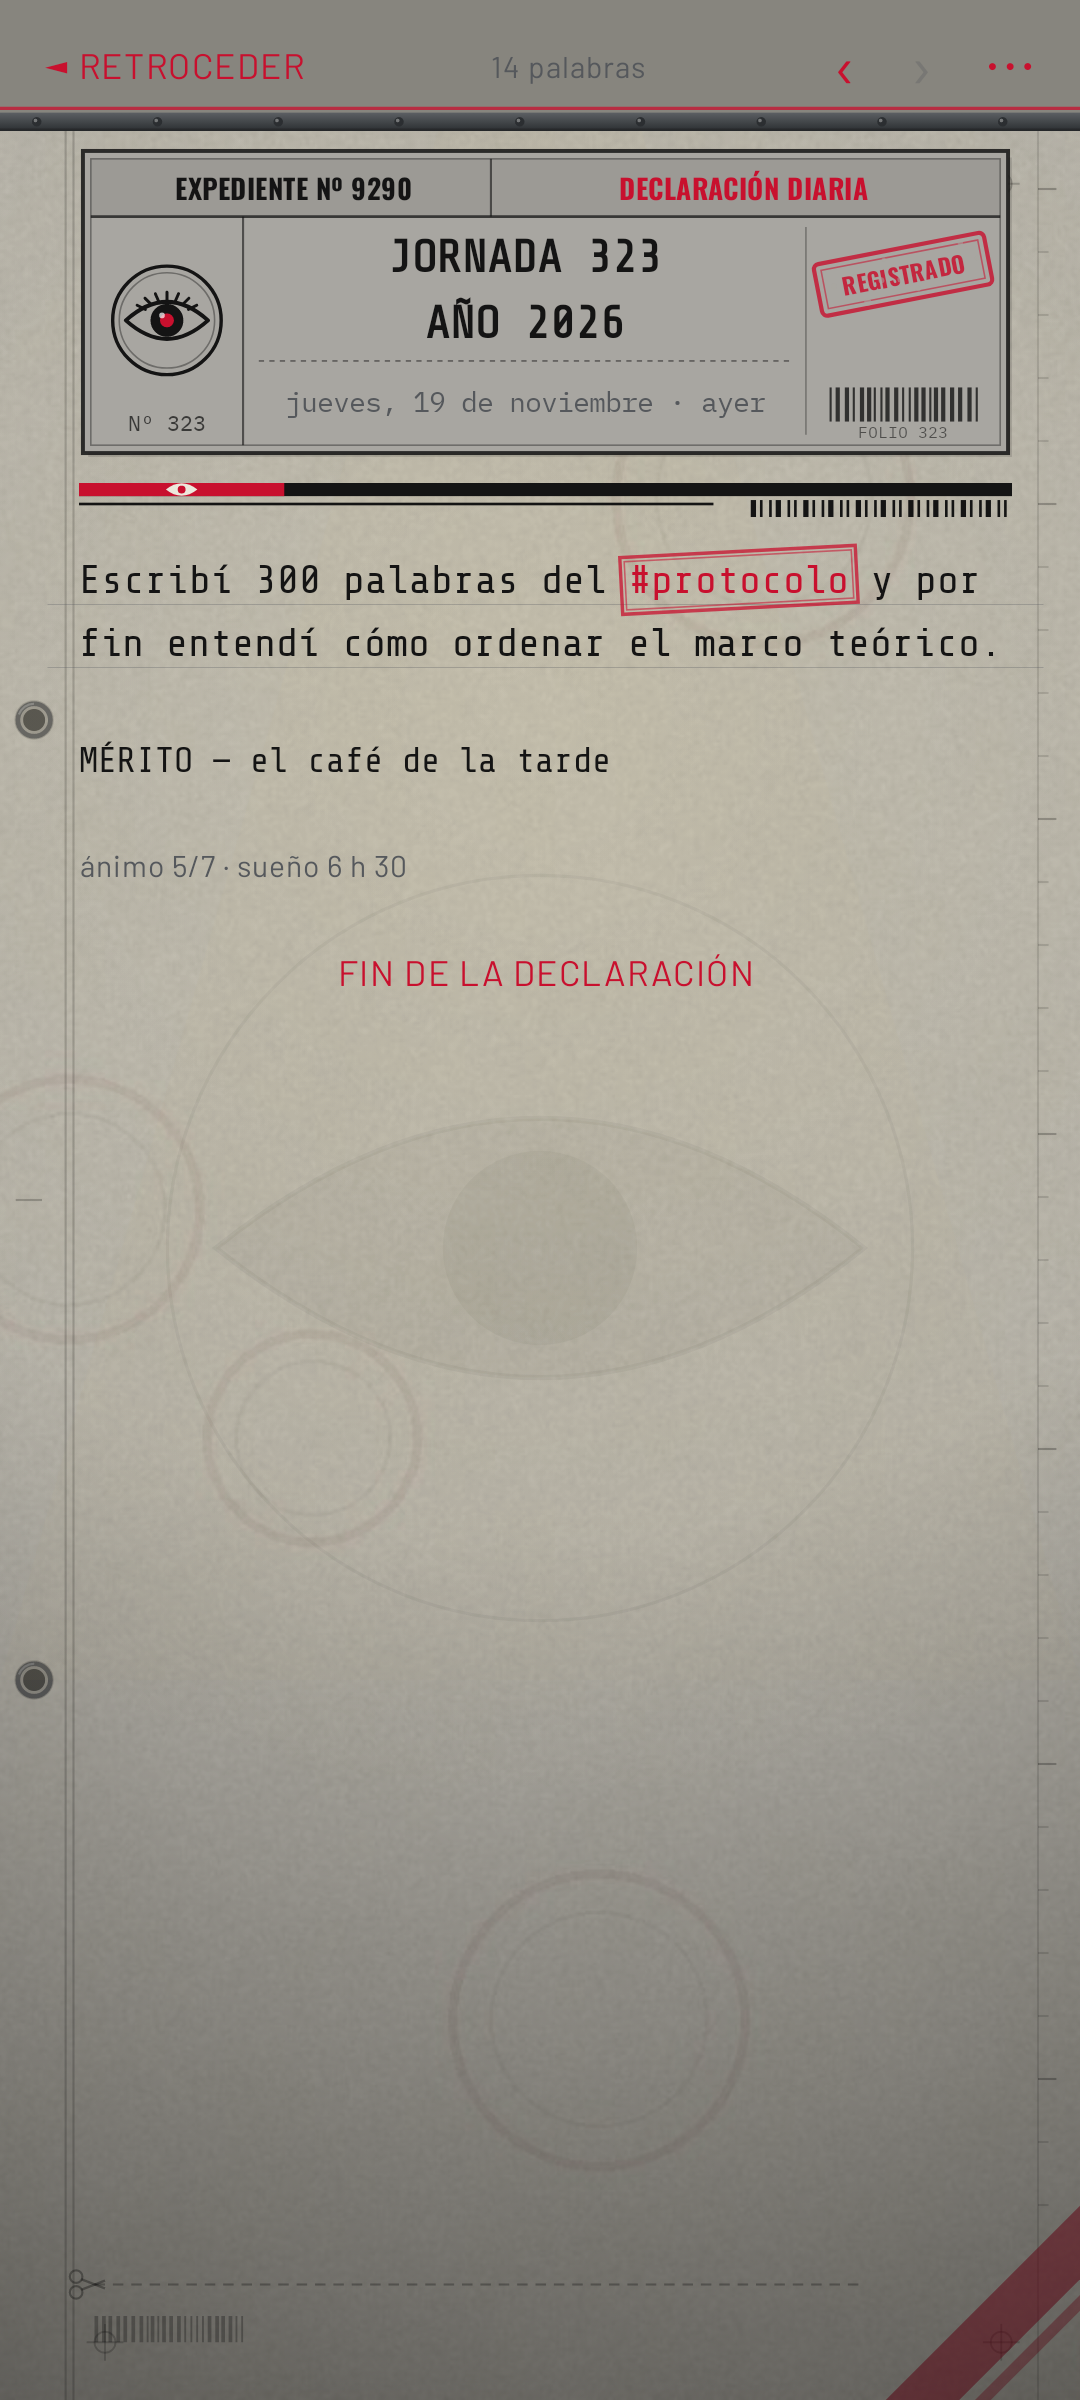 RETROCEDER
14 palabras
EXPEDIENTE Nº 9290
DECLARACIÓN DIARIA
JORNADA 323
AÑO 2026
REGISTRADO
jueves, 19 de noviembre · ayer
Nº 323
FOLIO 323
Escribí 300 palabras del #protocolo y por
fin entendí cómo ordenar el marco teórico.
MÉRITO — el café de la tarde
ánimo 5/7 · sueño 6 h 30
FIN DE LA DECLARACIÓN